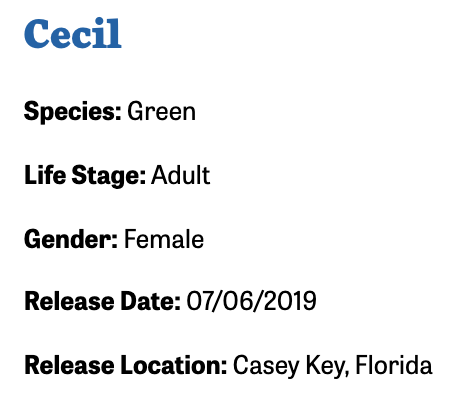 Cecil
Species: Green
Life Stage: Adult
Gender: Female
Release Date: 07/06/2019
Release Location: Casey Key, Florida